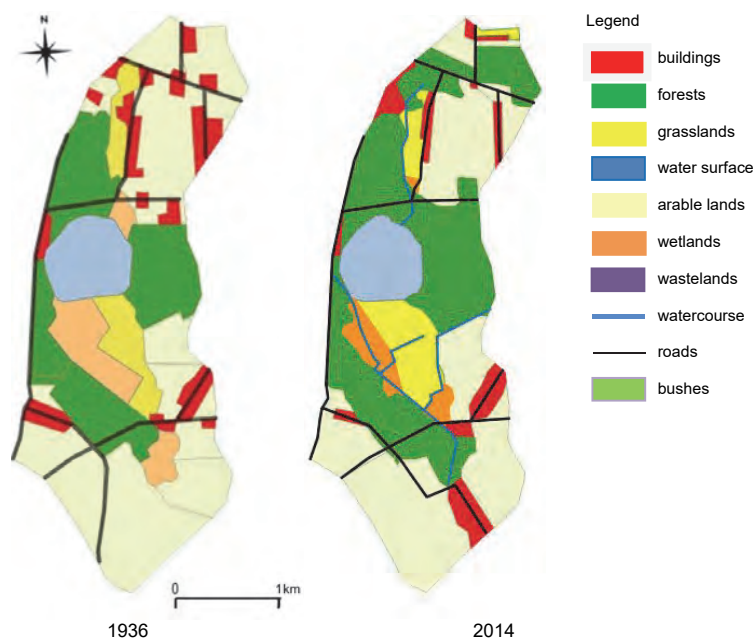 N
Legend
buildings
forests
grasslands
water surface
arable lands
wetlands
wastelands
watercourse
roads
bushes
0 1km
1936 2014